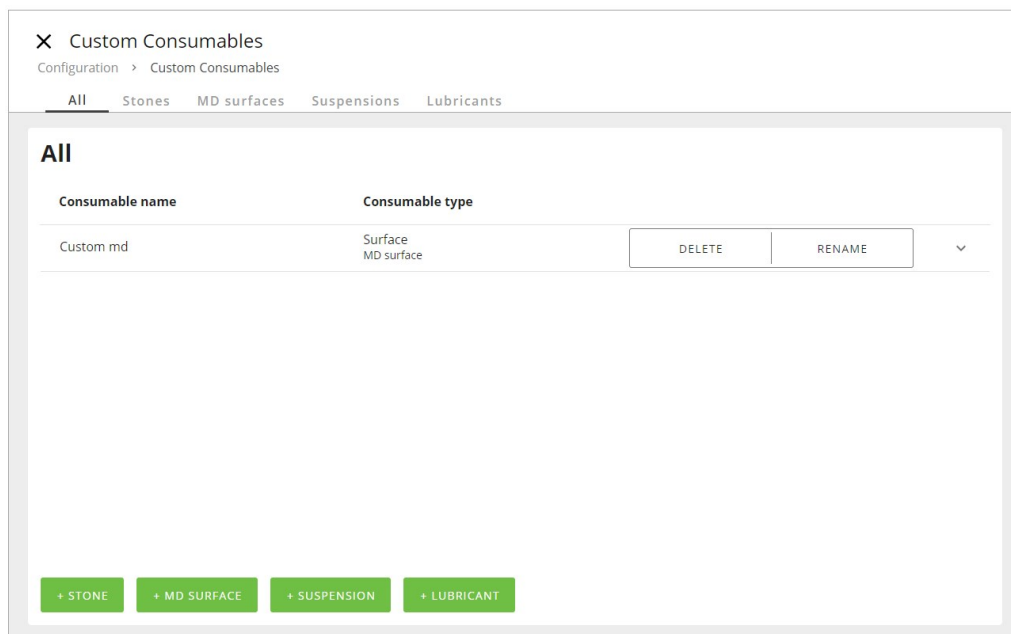 Custom Consumables
Configuration > Custom Consumables
All Stones MD surfaces Suspensions Lubricants
All
Consumable name Consumable type
Custom md Surface DELETE RENAME
MD surface
+ STONE + MD SURFACE + SUSPENSION + LUBRICANT